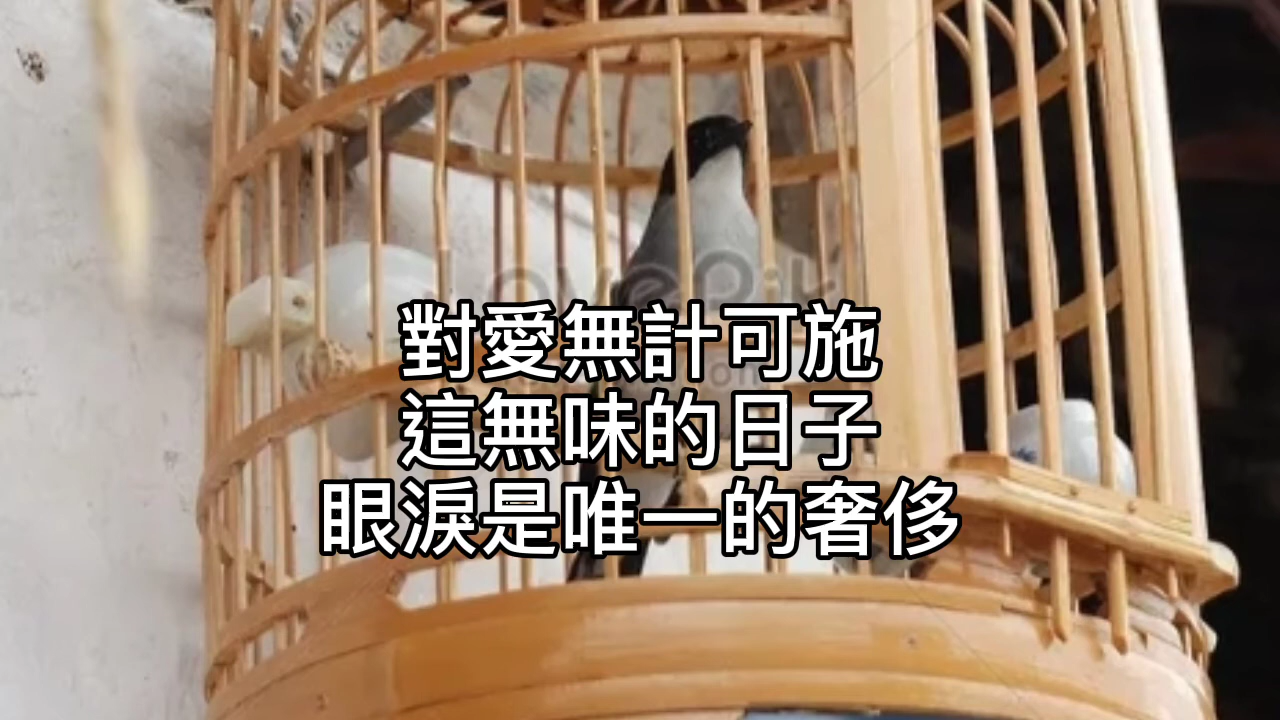 對愛無計可施
這無味的日子
眼淚是唯一的奢侈